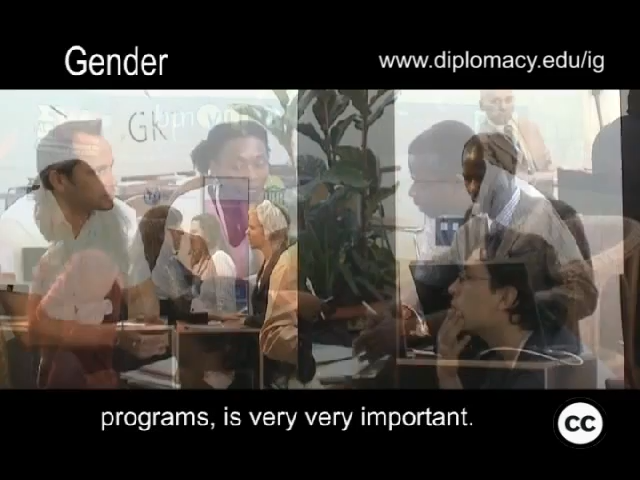 Gender
www.diplomacy.edu/ig
programs, is very very important.
cc